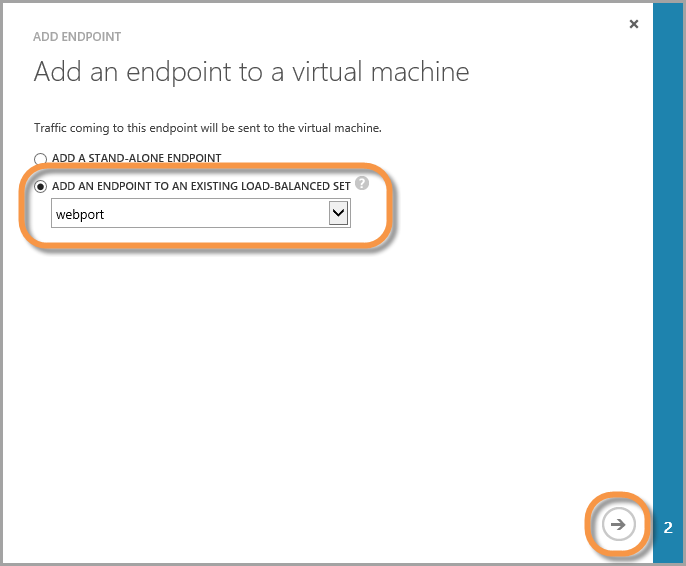 ADD ENDPOINT
Add an endpoint to a virtual machine
Traffic coming to this endpoint will be sent to the virtual machine.
ADD A STAND-ALONE ENDPOINT
ADD AN ENDPOINT TO AN EXISTING LOAD-BALANCED SET ?
webport
2